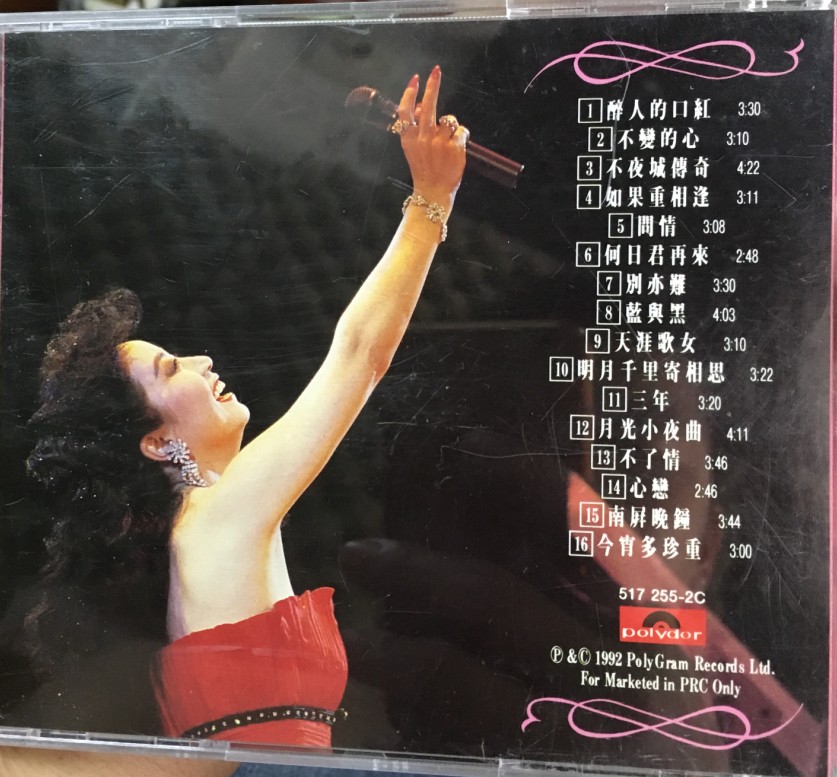 1 醉人的口紅 3:30
2 不變的心 3:10
3 不夜城傳奇 4:22
4 如果重相逢 3:11
5 問情 3:08
6 何日君再來 2:48
7 別亦難 3:30
8 藍與黑 4:03
9 天涯歌女 3:10
10 明月千里寄相思 3:22
11 三年 3:20
12 月光小夜曲 4:11
13 不了情 3:46
14 心戀 2:46
15 南屏晚鐘 3:44
16 今宵多珍重 3:00
517 255-2C
polydor
℗ & © 1992 PolyGram Records Ltd.
For Marketed in PRC Only